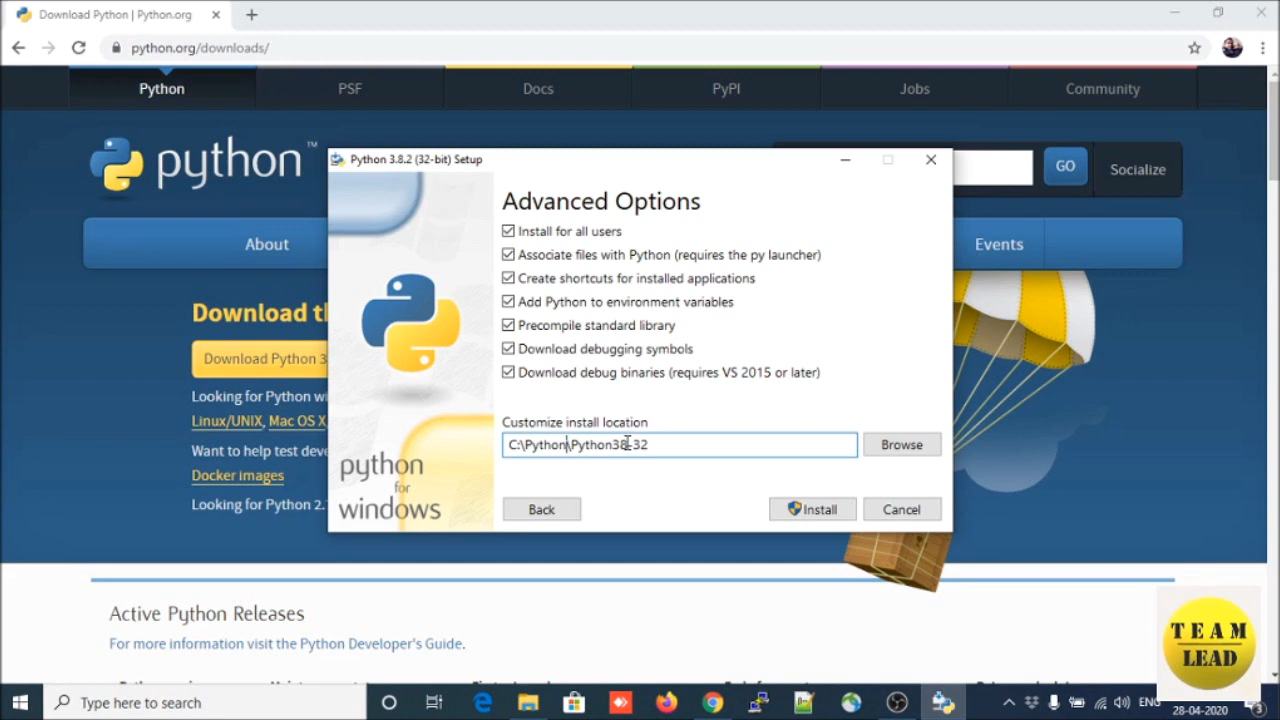 Download Python | Python.org
python.org/downloads/
Python
PSF
Docs
PyPI
Jobs
Community
python™
GO
Socialize
About
Events
Python 3.8.2 (32-bit) Setup
Advanced Options
Install for all users
Associate files with Python (requires the py launcher)
Create shortcuts for installed applications
Add Python to environment variables
Precompile standard library
Download debugging symbols
Download debug binaries (requires VS 2015 or later)
Customize install location
C:\Python\Python38-32
Browse
Back
Install
Cancel
python
for
windows
Download th
Download Python 3
Looking for Python wi
Linux/UNIX, Mac OS X,
Want to help test deve
Docker images
Looking for Python 2.
Active Python Releases
For more information visit the Python Developer's Guide.
TEAM
LEAD
Type here to search
ENG
28-04-2020
3